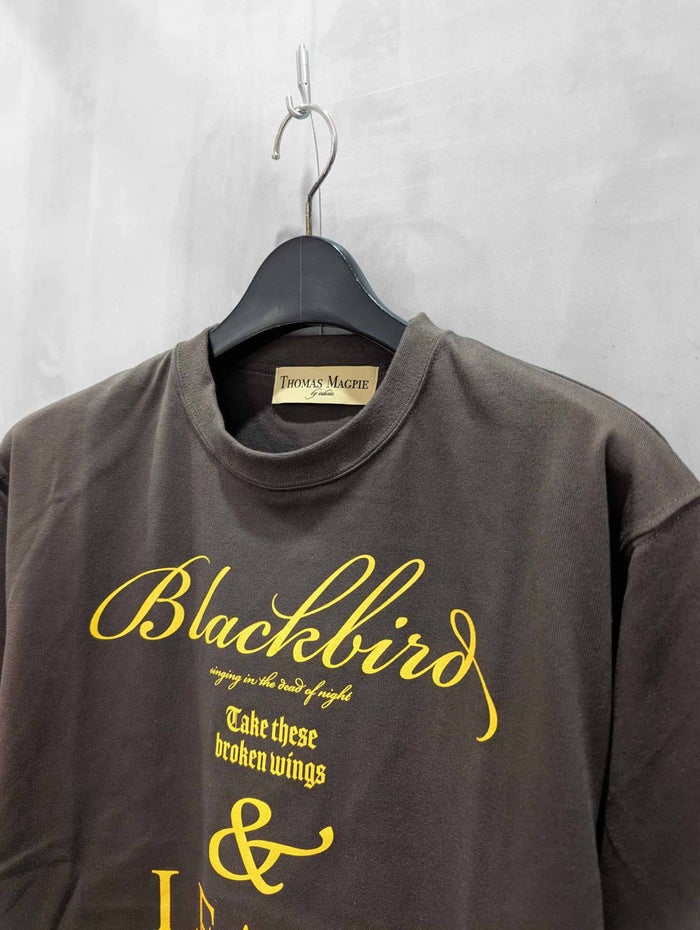 THOMAS MAGPIE
Blackbird
singing in the dead of night
Take these
broken wings
&